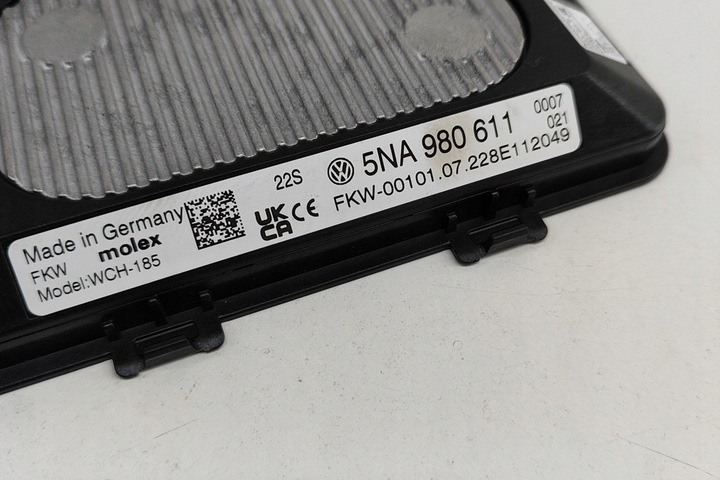 Made in Germany
FKW molex
Model:WCH-185
22S
UK
CA
CE
VW
5NA 980 611
0007
021
FKW-00101.07.228E112049